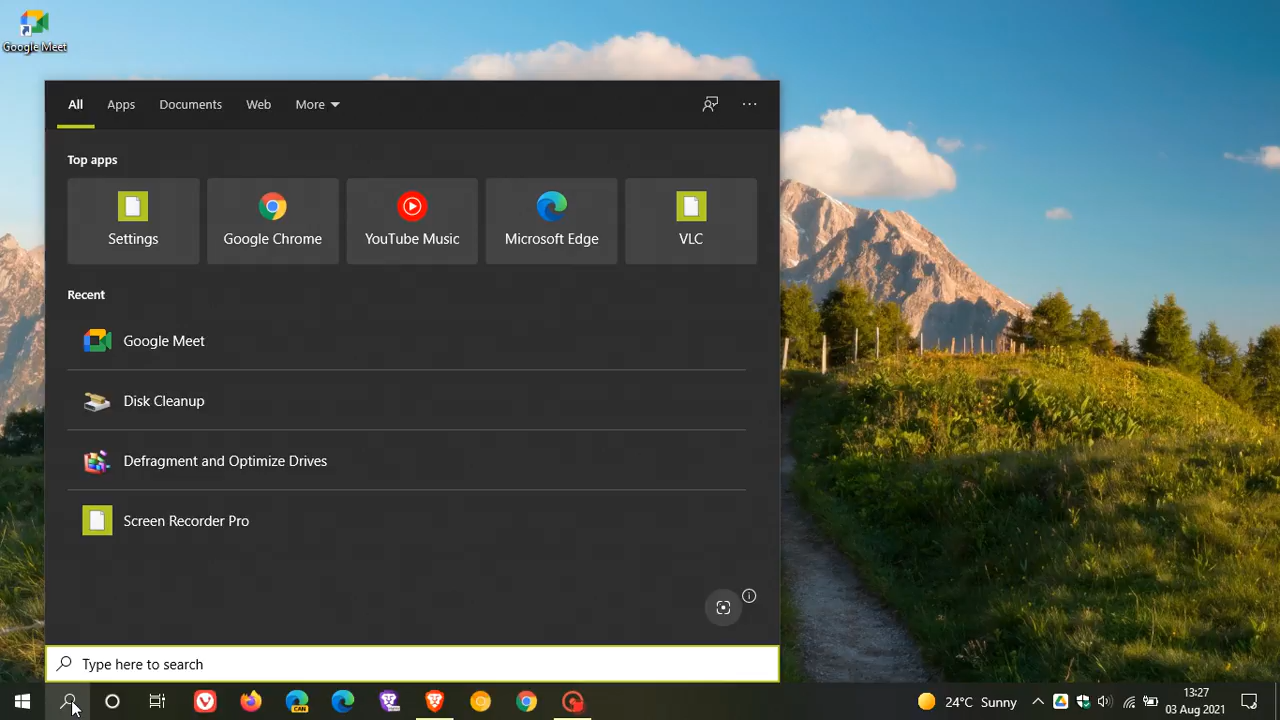 Google Meet
All
Apps
Documents
Web
More
Top apps
Settings
Google Chrome
YouTube Music
Microsoft Edge
VLC
Recent
Google Meet
Disk Cleanup
Defragment and Optimize Drives
Screen Recorder Pro
Type here to search
CAN
24°C Sunny
13:27
03 Aug 2021